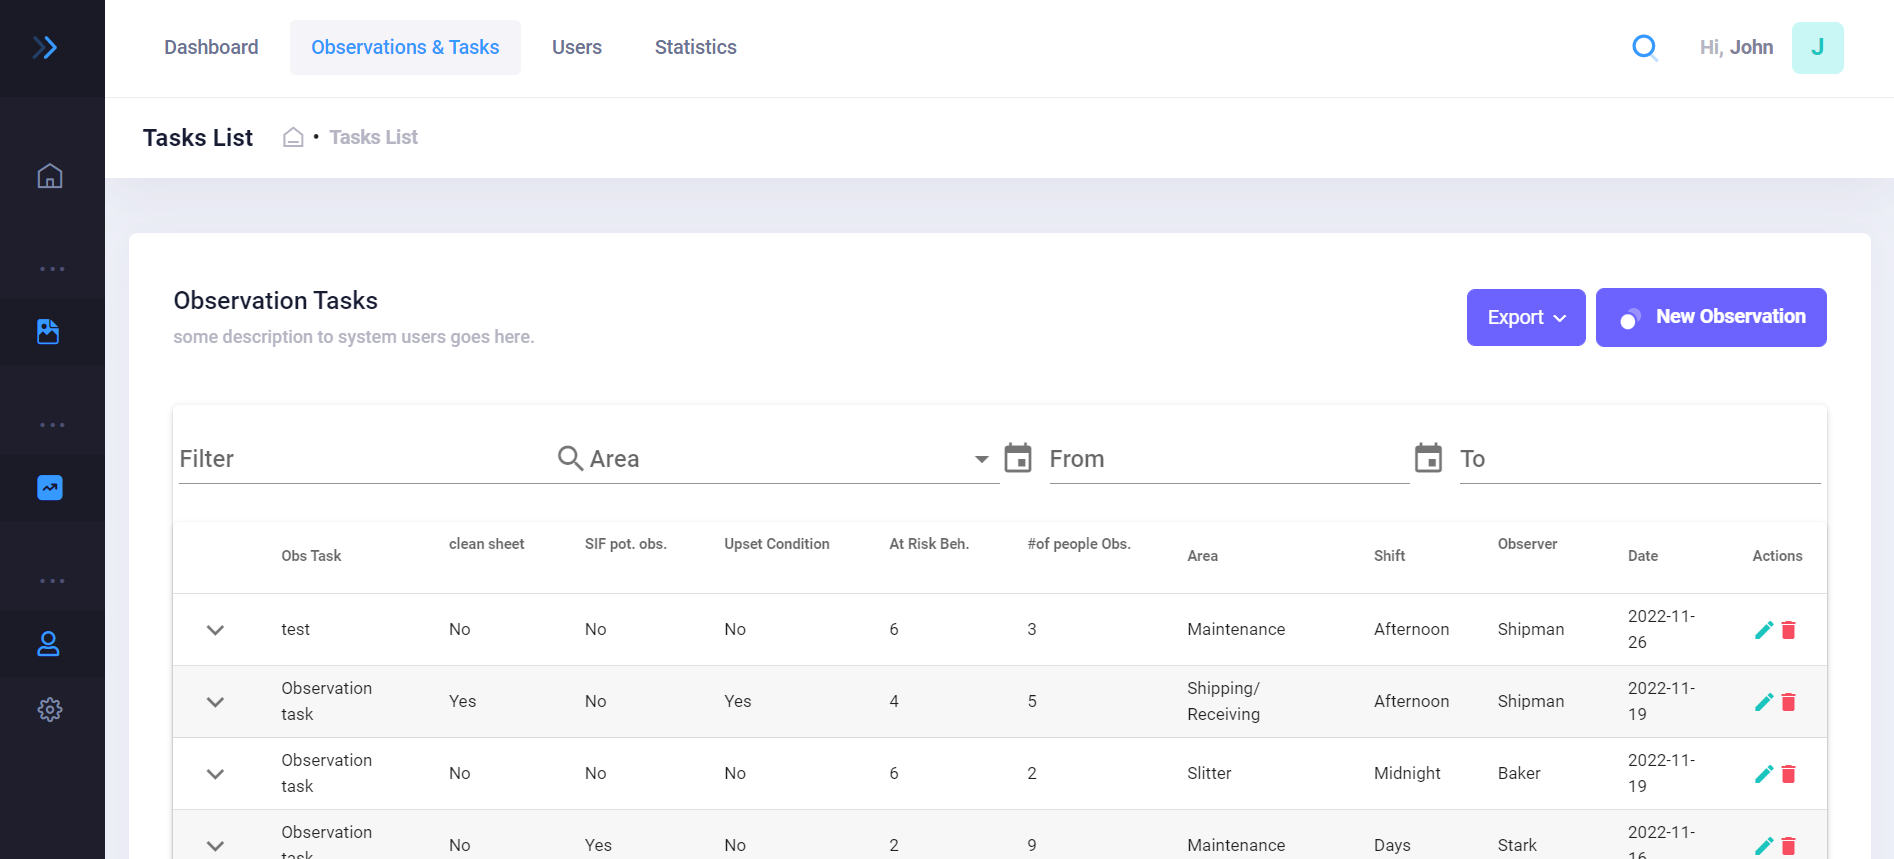 Dashboard
Observations & Tasks
Users
Statistics
Hi, John
J
Tasks List
• Tasks List
Observation Tasks
some description to system users goes here.
Export
New Observation
Filter
Area
From
To
Obs Task
clean sheet
SIF pot. obs.
Upset Condition
At Risk Beh.
#of people Obs.
Area
Shift
Observer
Date
Actions
test
No
No
No
6
3
Maintenance
Afternoon
Shipman
2022-11-
26
Observation
task
Yes
No
Yes
4
5
Shipping/
Receiving
Afternoon
Shipman
2022-11-
19
Observation
task
No
No
No
6
2
Slitter
Midnight
Baker
2022-11-
19
Observation
task
No
Yes
No
2
9
Maintenance
Days
Stark
2022-11-
16